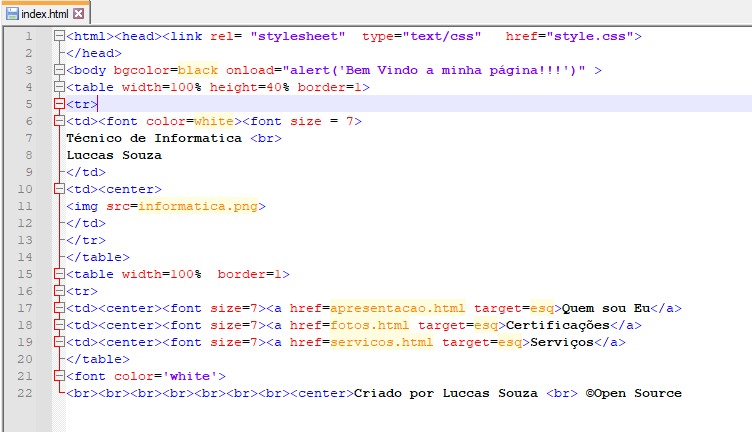 index.html
1 <html><head><link rel= "stylesheet"  type="text/css"   href="style.css">
2 </head>
3 <body bgcolor=black onload="alert('Bem Vindo a minha página!!!')" >
4 <table width=100% height=40% border=1>
5 <tr>
6 <td><font color=white><font size = 7>
7 Técnico de Informatica <br>
8 Luccas Souza
9 </td>
10 <td><center>
11 <img src=informatica.png>
12 </td>
13 </tr>
14 </table>
15 <table width=100%  border=1>
16 <tr>
17 <td><center><font size=7><a href=apresentacao.html target=esq>Quem sou Eu</a>
18 <td><center><font size=7><a href=fotos.html target=esq>Certificações</a>
19 <td><center><font size=7><a href=servicos.html target=esq>Serviços</a>
20 </table>
21 <font color='white'>
22 <br><br><br><br><br><br><br><center>Criado por Luccas Souza <br> ©Open Source